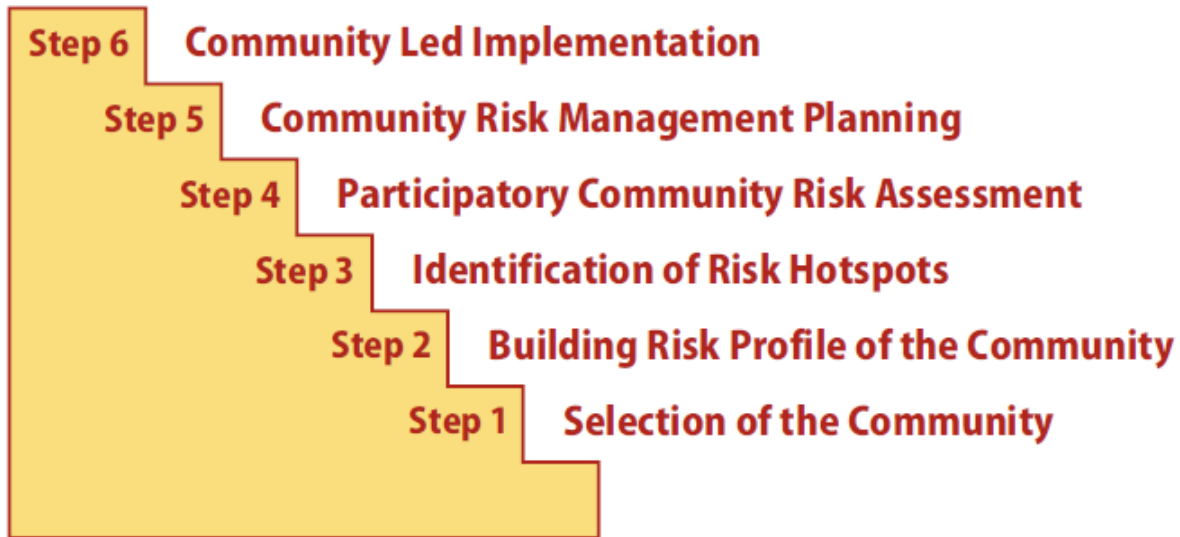 Step 6 Community Led Implementation
Step 5 Community Risk Management Planning
Step 4 Participatory Community Risk Assessment
Step 3 Identification of Risk Hotspots
Step 2 Building Risk Profile of the Community
Step 1 Selection of the Community